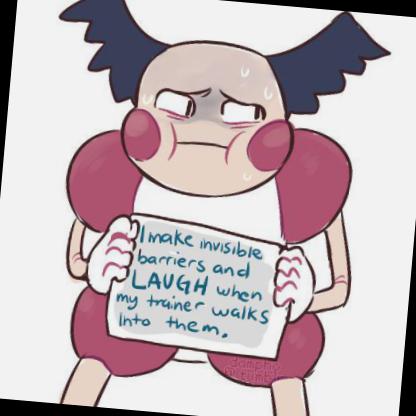 I make invisible
barriers and
LAUGH when
my trainer walks
into them.